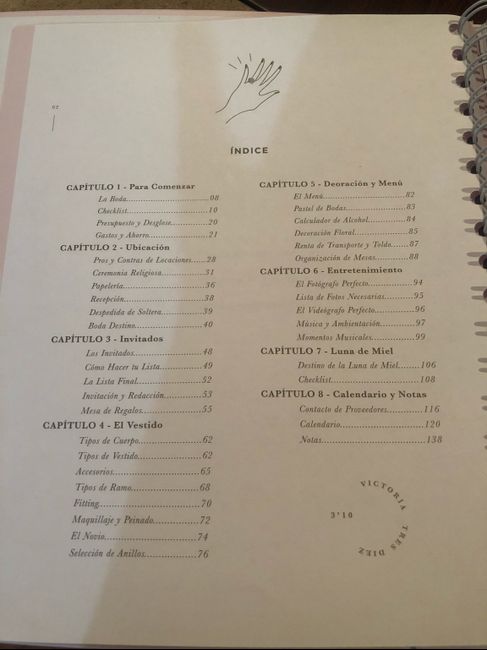 02
ÍNDICE
CAPÍTULO 1 - Para Comenzar
La Boda..........................08
Checklist..........................10
Presupuesto y Desglose..........20
Gastos y Ahorro..................21
CAPÍTULO 2 - Ubicación
Pros y Contras de Locaciones......28
Ceremonia Religiosa..............31
Papelería..........................36
Recepción..........................38
Despedida de Soltera..............39
Boda Destino......................40
CAPÍTULO 3 - Invitados
Los Invitados......................48
Cómo Hacer tu Lista..............49
La Lista Final......................52
Invitación y Redacción............53
Mesa de Regalos..................55
CAPÍTULO 4 - El Vestido
Tipos de Cuerpo..................62
Tipos de Vestido..................62
Accesorios..........................65
Tipos de Ramo....................68
Fitting..............................70
Maquillaje y Peinado..............72
El Novio............................74
Selección de Anillos..............76
CAPÍTULO 5 - Deoración y Menú
El Menú............................82
Pastel de Bodas....................83
Calculador de Alcohol............84
Decoración Floral..................85
Renta de Transporte y Toldo......87
Organización de Mesas............88
CAPÍTULO 6 - Entretenimiento
El Fotógrafo Perfecto..............94
Lista de Fotos Necesarias..........95
El Videógrafo Perfecto............96
Música y Ambientación............97
Momentos Musicales..............99
CAPÍTULO 7 - Luna de Miel
Destino de la Luna de Miel........106
Checklist..........................108
CAPÍTULO 8 - Calendario y Notas
Contacto de Proveedores..........116
Calendario........................120
Notas..............................138
VICTORIA TRES DIEZ
3'10